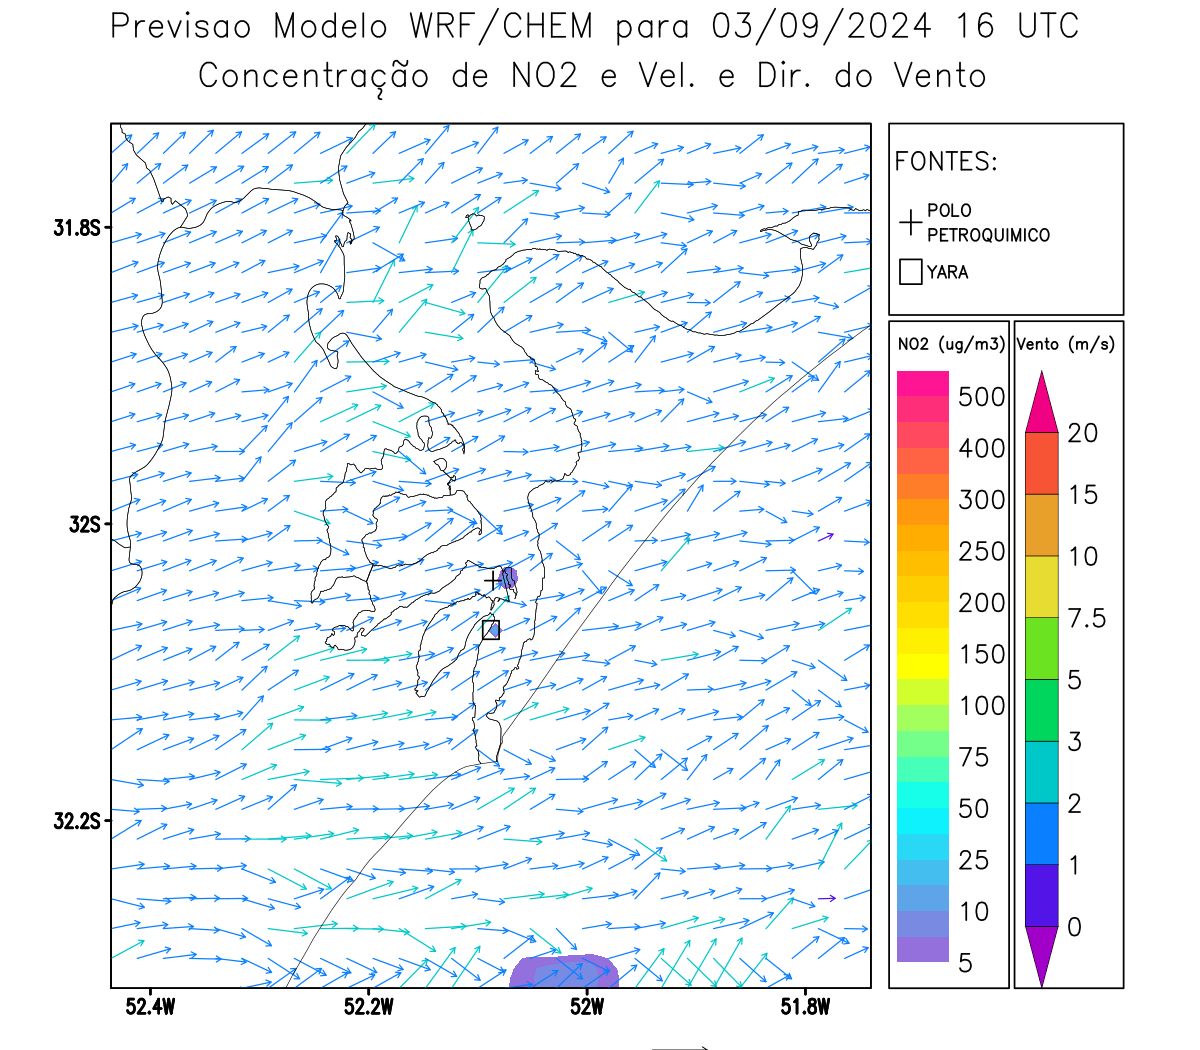 Previsao Modelo WRF/CHEM para 03/09/2024 16 UTC
Concentração de NO2 e Vel. e Dir. do Vento
FONTES:
POLO
PETROQUIMICO
YARA
NO2 (ug/m3)
500
400
300
250
200
150
100
75
50
25
10
5
Vento (m/s)
20
15
10
7.5
5
3
2
1
0
31.8S
32S
32.2S
52.4W
52.2W
52W
51.8W